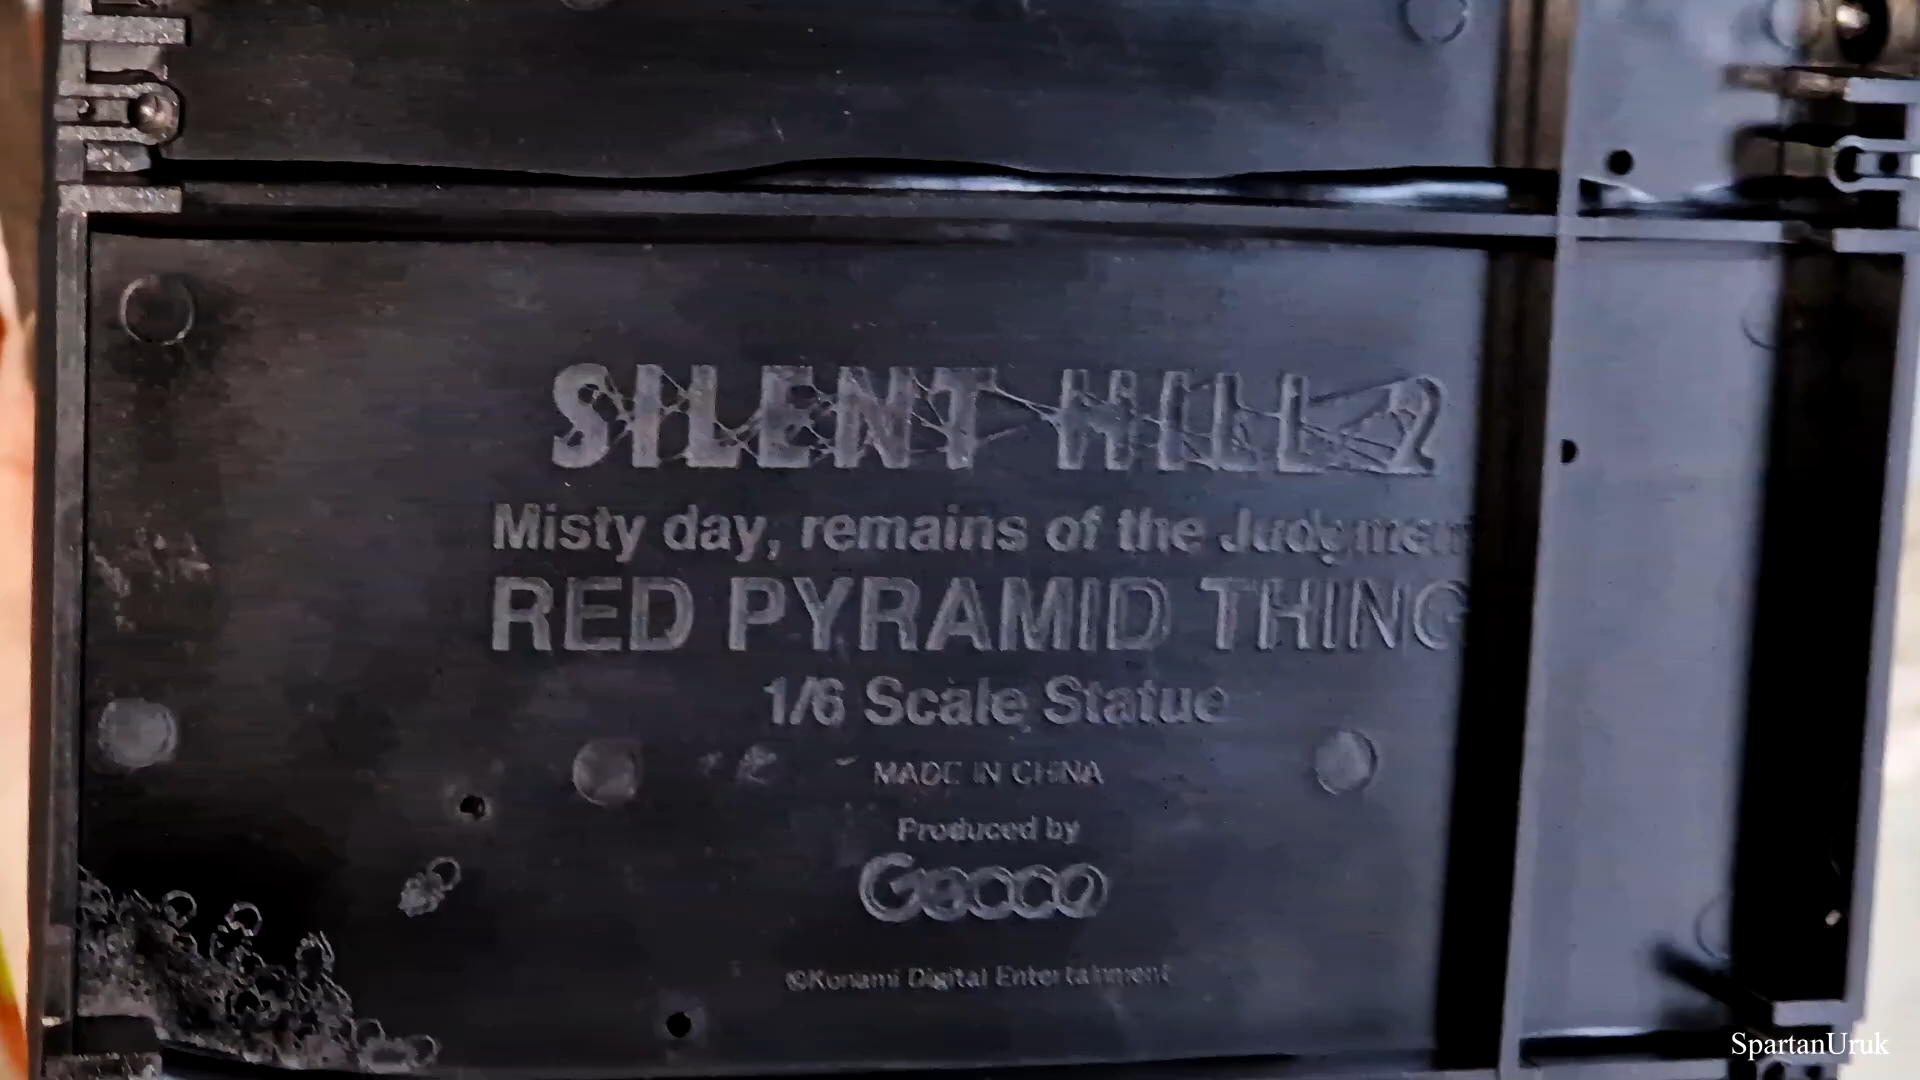 SILENT HILL 2
Misty day, remains of the Judgment
RED PYRAMID THING
1/6 Scale Statue
MADE IN CHINA
Produced by
Gecco
©Konami Digital Entertainment
SpartanUruk